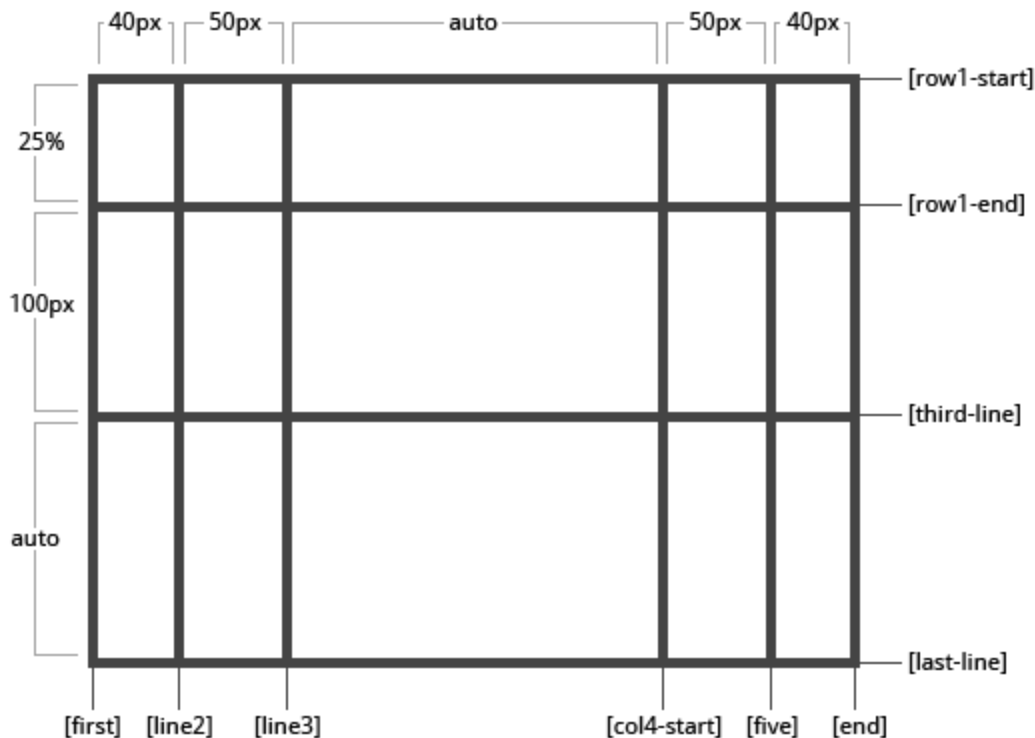 40px 50px auto 50px 40px
[row1-start]
25%
[row1-end]
100px
[third-line]
auto
[last-line]
[first] [line2] [line3] [col4-start] [five] [end]